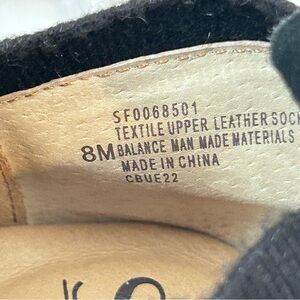 SF0068501
TEXTILE UPPER LEATHER SOCK
8M BALANCE MAN MADE MATERIALS
MADE IN CHINA
CBUE22